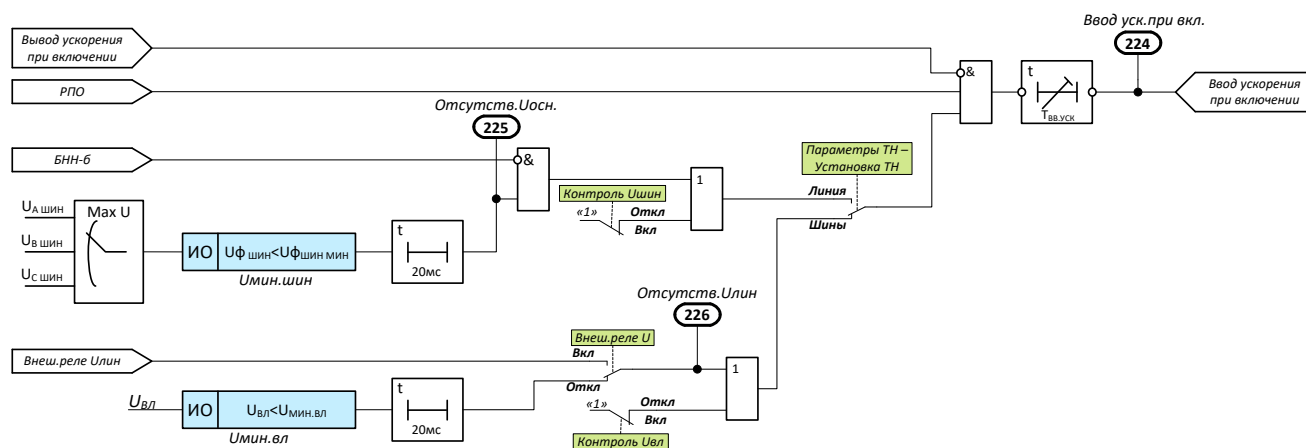 Ввод уск.при вкл.
224
Вывод ускорения
при включении
&
t
TВВ.УСК
Ввод ускорения
при включении
РПО
Отсутств.Uосн.
225
БНН-б
&
Параметры ТН –
Установка ТН
Контроль Uшин
1
Линия
«1»
Откл
Вкл
Шины
UА ШИН
UВ ШИН
UС ШИН
Max U
ИО
Uф шин<Uфшин мин
Uмин.шин
t
20мс
Отсутств.Uлин
226
Внеш.реле U
Внеш.реле Uлин
Вкл
Откл
1
UВЛ
ИО
UВЛ<UМИН.ВЛ
Uмин.вл
t
20мс
«1»
Откл
Вкл
Контроль Uвл